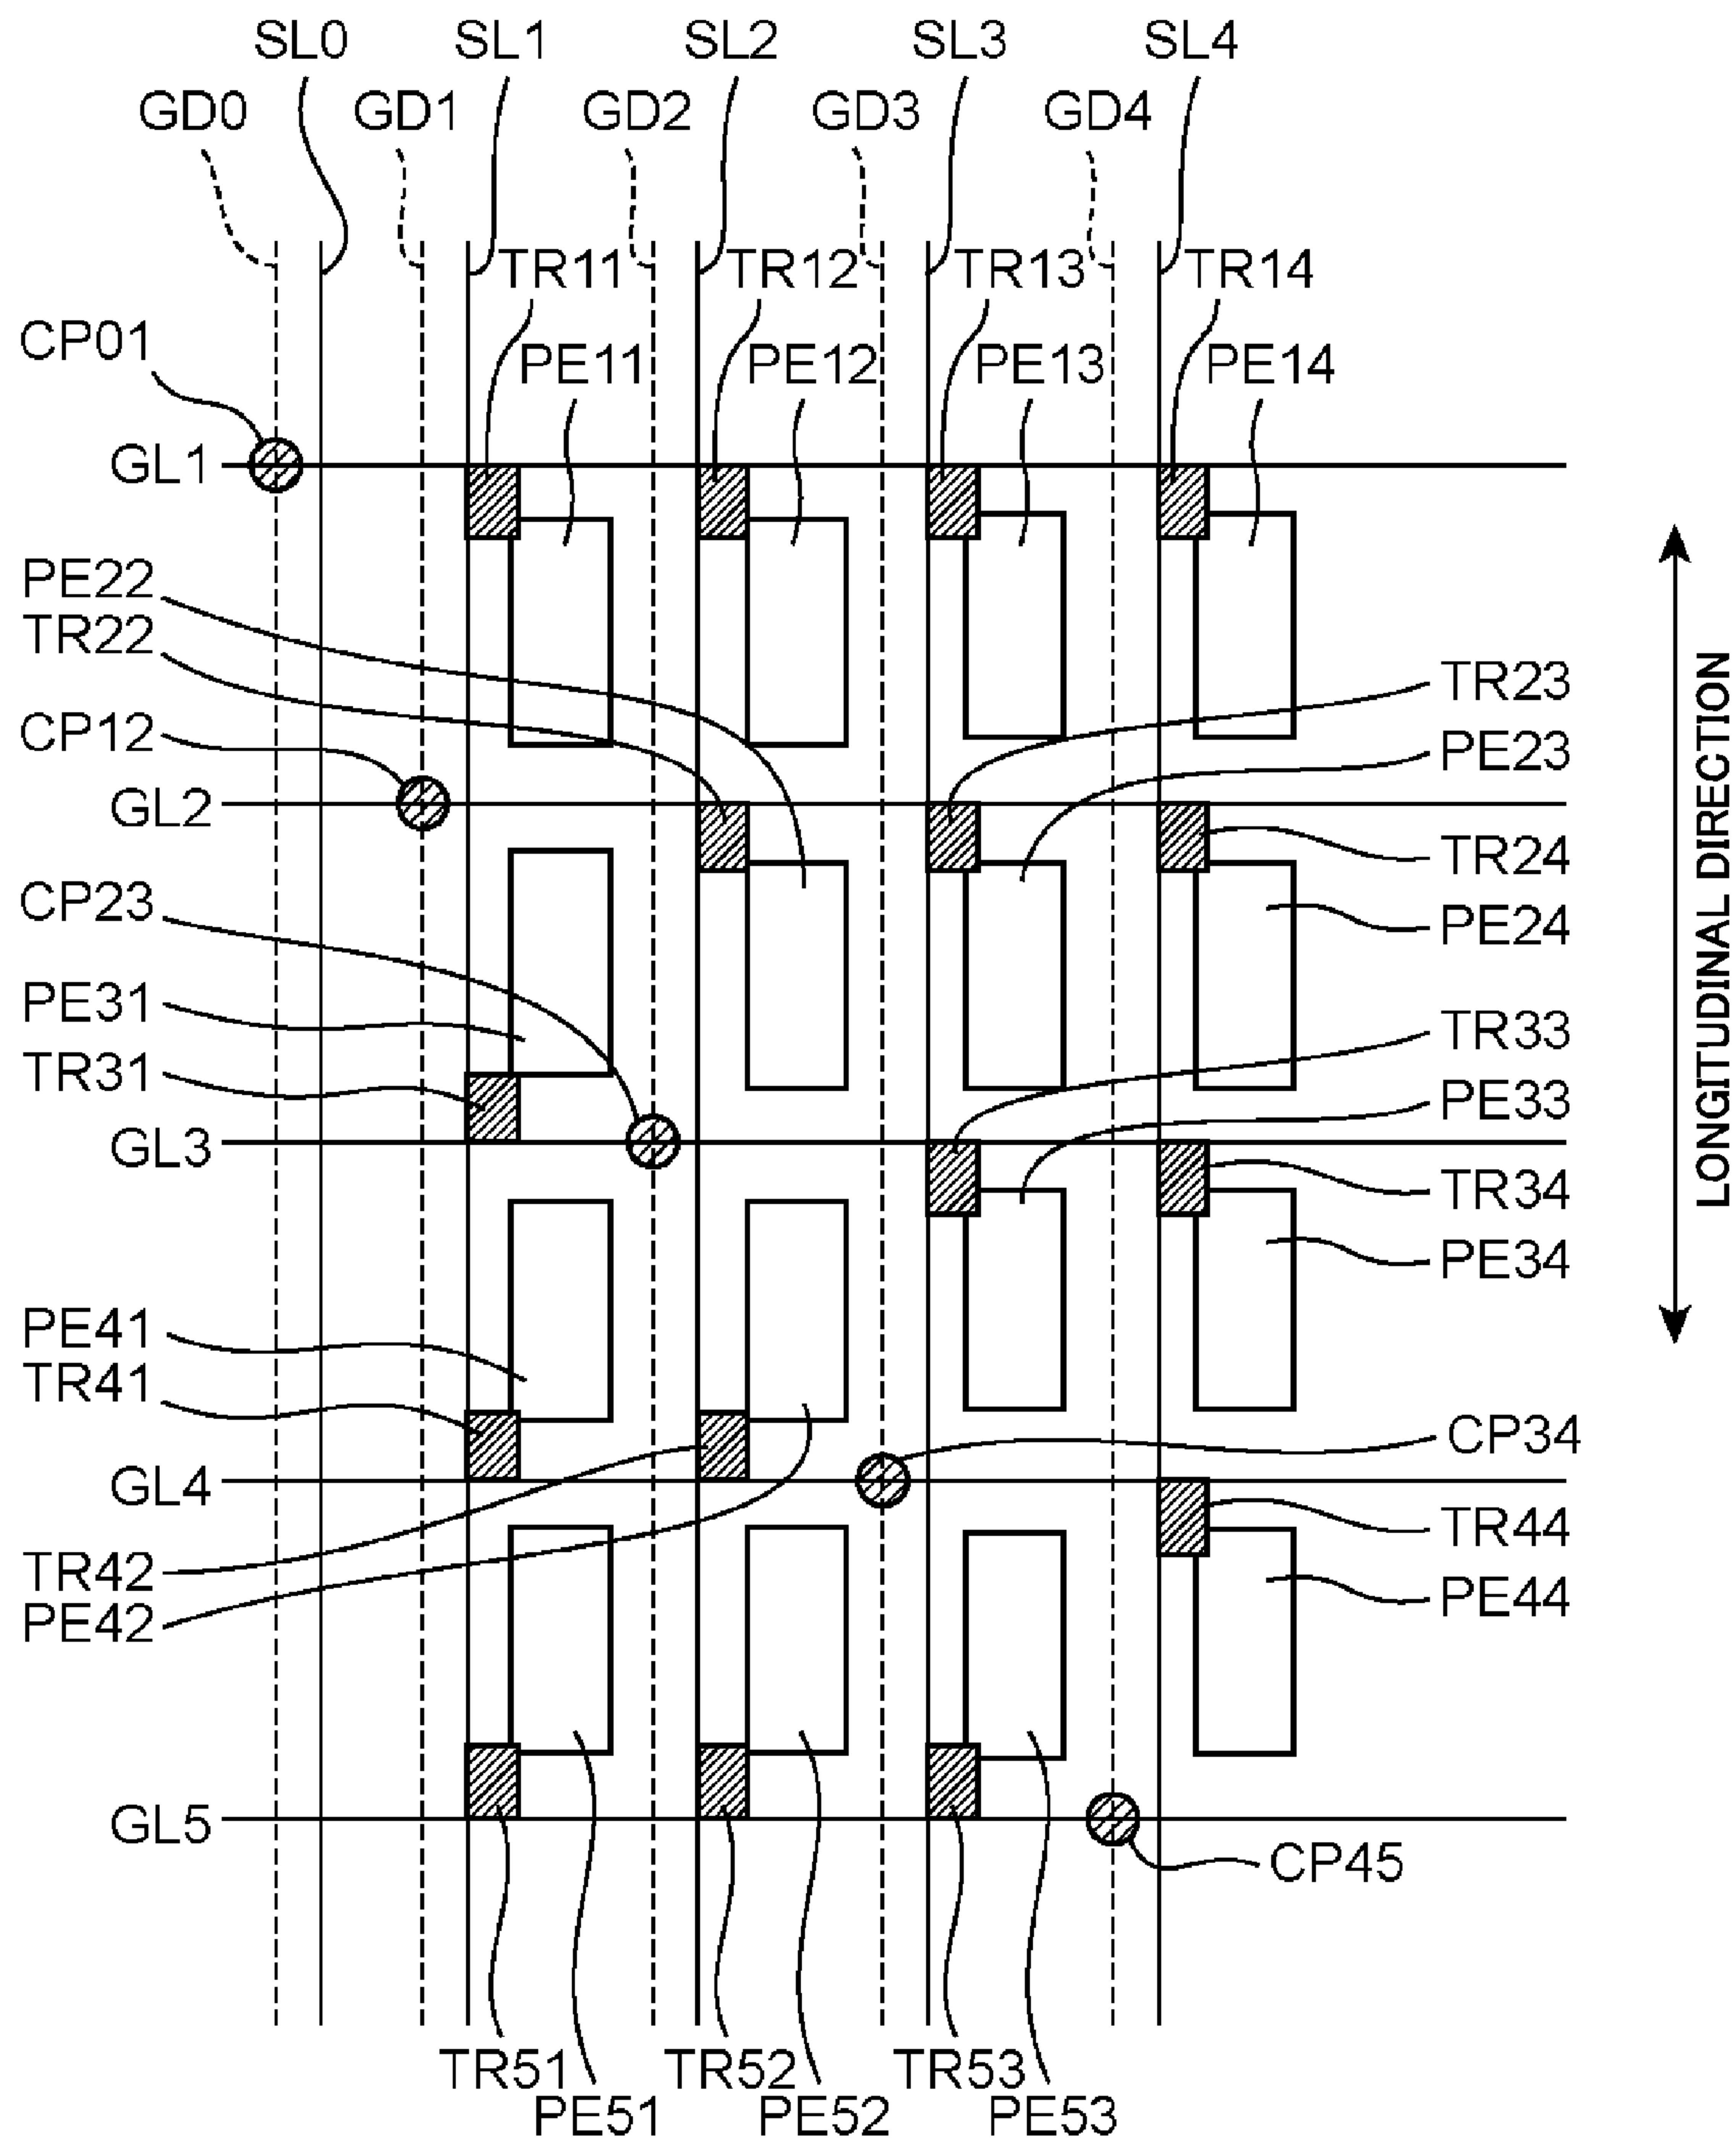 SL0 SL1 SL2 SL3 SL4
GD0 GD1 GD2 GD3 GD4
TR11 TR12 TR13 TR14
CP01
PE11 PE12 PE13 PE14
GL1
PE22
TR22
TR23
CP12
PE23
GL2
TR24
CP23
PE24
PE31
TR33
TR31
PE33
GL3
TR34
PE34
PE41
TR41
CP34
GL4
TR44
TR42
PE44
PE42
GL5
CP45
TR51 TR52 TR53
PE51 PE52 PE53
LONGITUDINAL DIRECTION